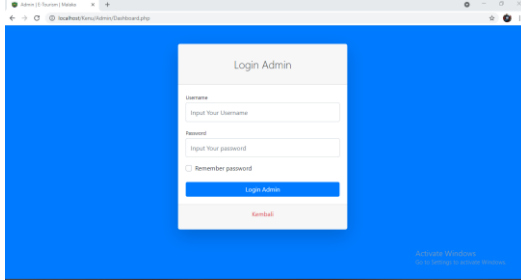 Admin | E-Tourism | Malaka
localhost/Kemu/Admin/Dashboard.php
Login Admin
Username
Input Your Username
Password
Input Your password
Remember password
Login Admin
Kembali
Activate Windows
Go to Settings to activate Windows.